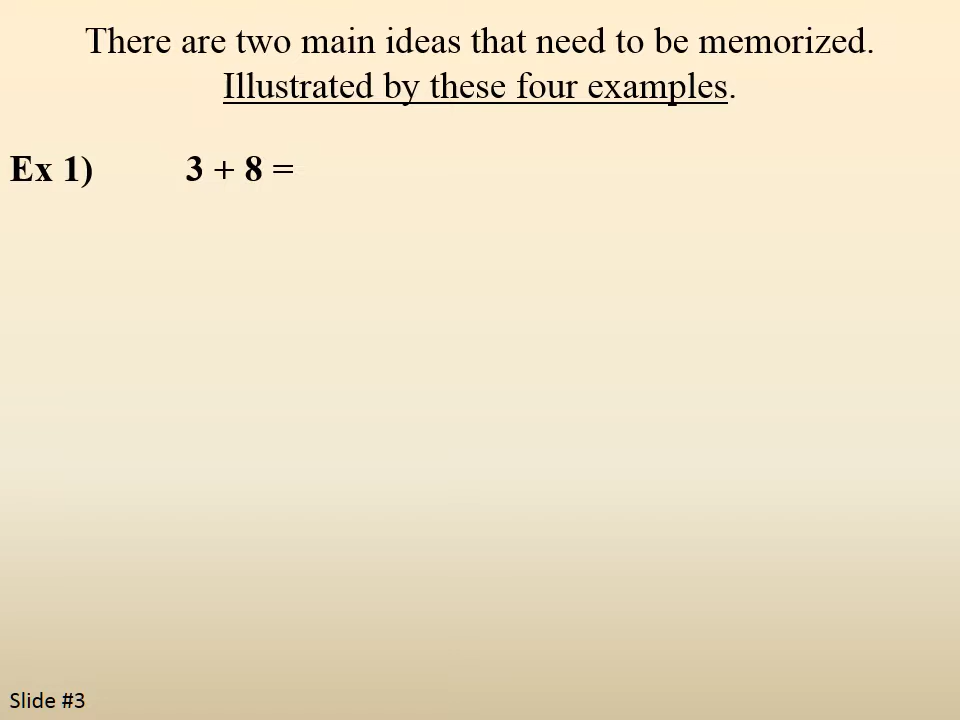 There are two main ideas that need to be memorized.
Illustrated by these four examples.
Ex 1) 3 + 8 =
Slide #3